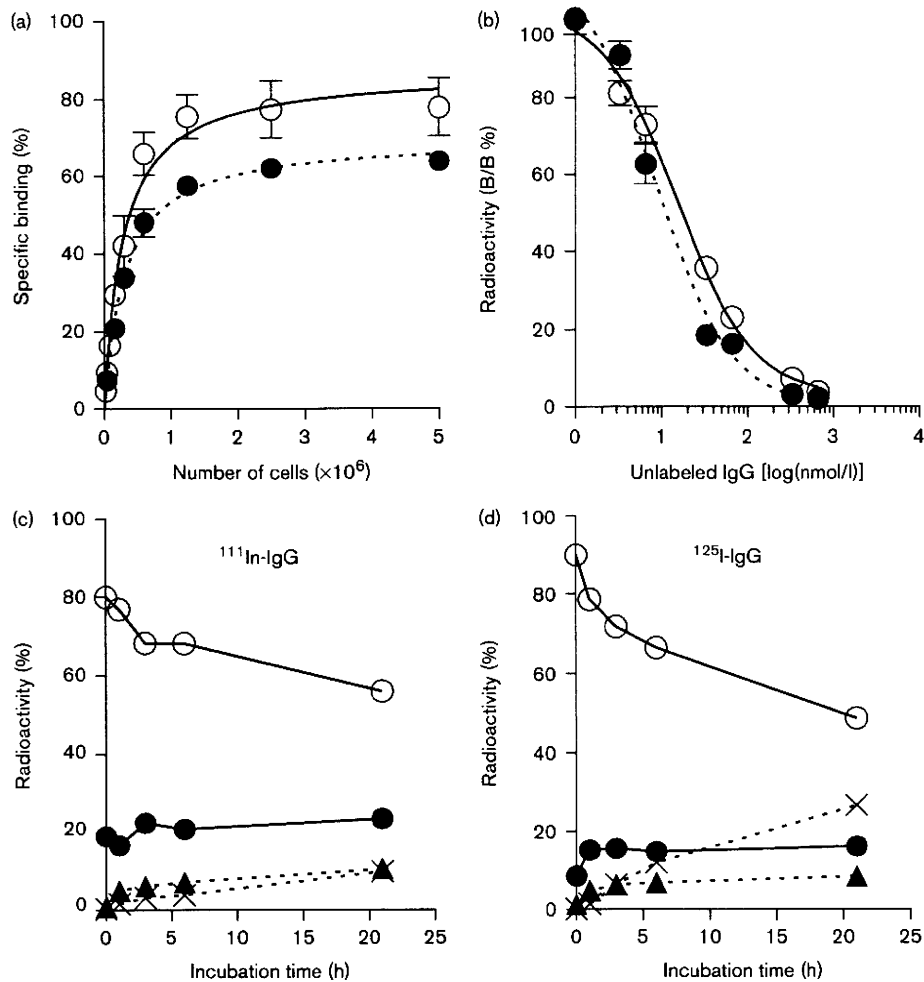 (a)
100
80
60
40
20
0
Specific binding (%)
0 1 2 3 4 5
Number of cells (×10⁶)
(b)
100
80
60
40
20
0
Radioactivity (B/B %)
0 1 2 3 4
Unlabeled IgG [log(nmol/l)]
(c)
¹¹¹In-IgG
100
80
60
40
20
0
Radioactivity (%)
0 5 10 15 20 25
Incubation time (h)
(d)
¹²⁵I-IgG
100
80
60
40
20
0
Radioactivity (%)
0 5 10 15 20 25
Incubation time (h)